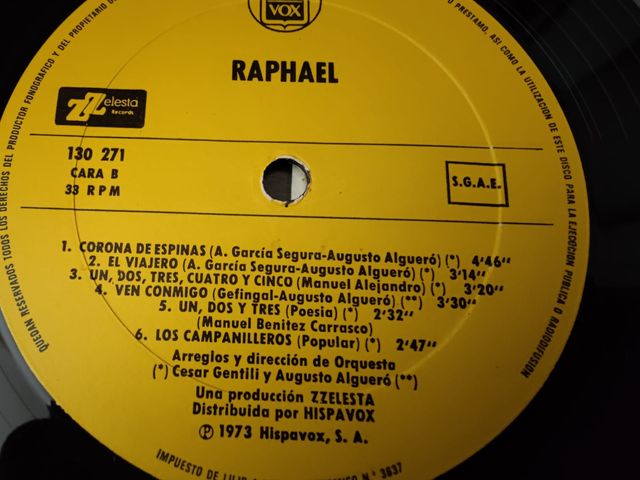 VOX
RAPHAEL
ZZelesta
Records
130 271
CARA B
33 RPM
S.G.A.E.
1. CORONA DE ESPINAS (A. García Segura-Augusto Algueró) (*) 4'46"
2. EL VIAJERO (A. García Segura-Augusto Algueró) (*) 3'14"
3. UN, DOS, TRES, CUATRO Y CINCO (Manuel Alejandro) (*) 3'20"
4. VEN CONMIGO (Gefingal-Augusto Algueró) (**) 3'30"
5. UN, DOS Y TRES (Poesia) (*) 2'32"
(Manuel Benitez Carrasco)
6. LOS CAMPANILLEROS (Popular) (*) 2'47"
Arreglos y dirección de Orquesta
(*) Cesar Gentili y Augusto Algueró (**)
Una producción ZZELESTA
Distribuida por HISPAVOX
Ⓟ 1973 Hispavox, S. A.
QUEDAN RESERVADOS TODOS LOS DERECHOS DEL PRODUCTOR FONOGRAFICO Y DEL PROPIETARIO DE
PRESTAMO, ASI COMO LA UTILIZACION DE ESTE DISCO PARA LA EJECUCION PUBLICA O RADIODIFUSION
IMPUESTO DE LUJO N.° 3637